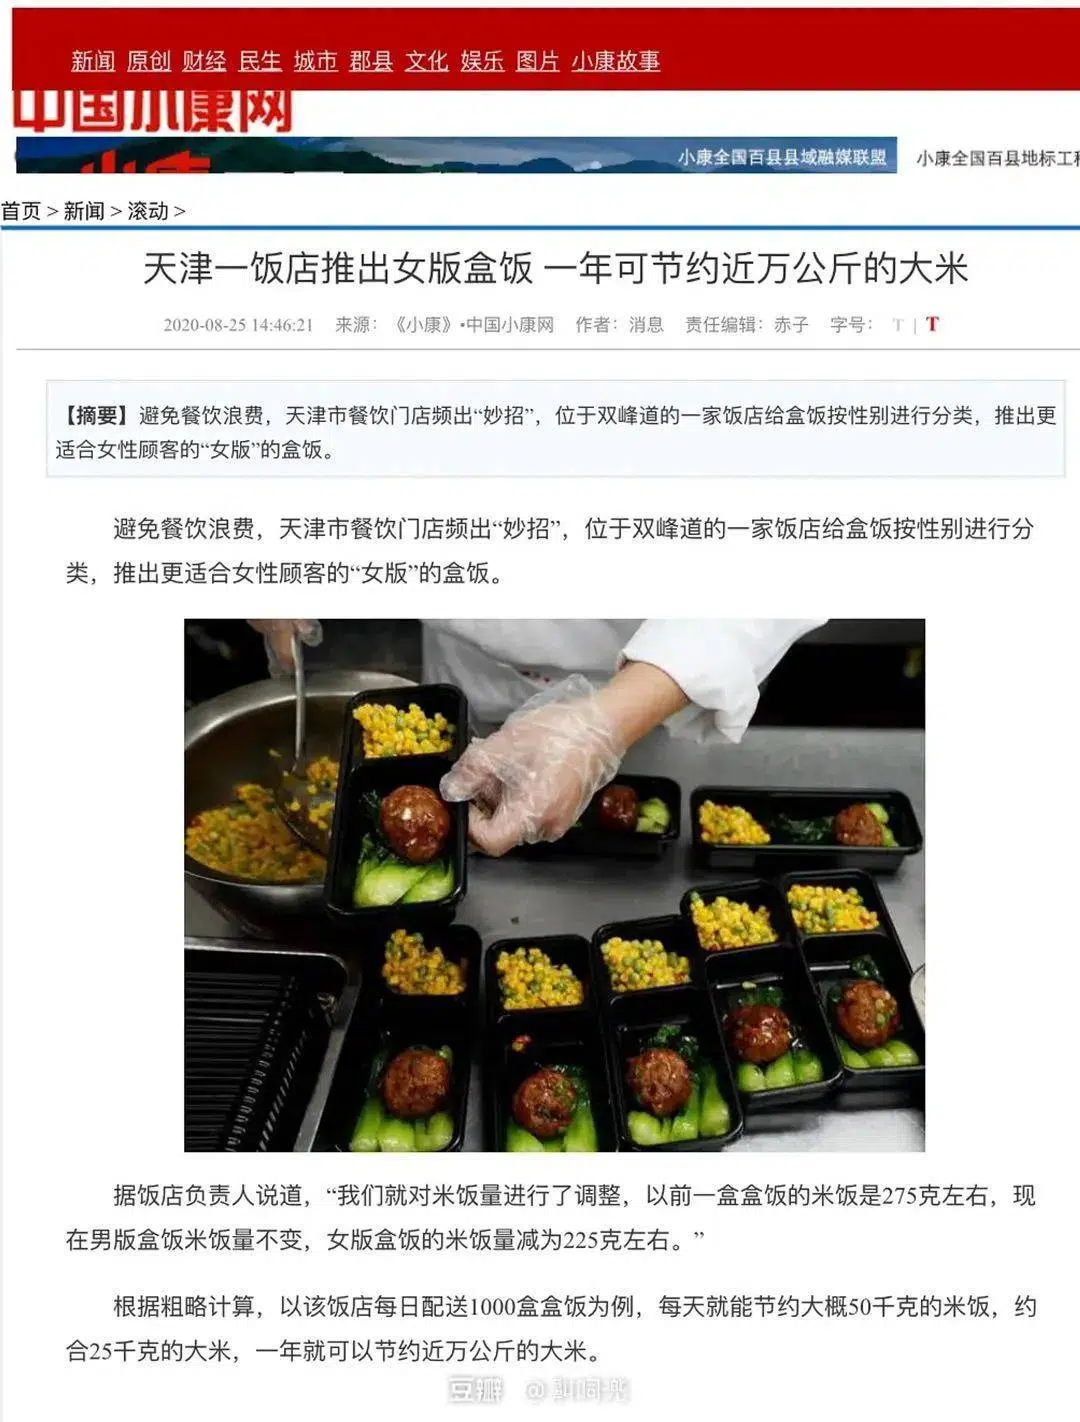 新闻 原创 财经 民生 城市 郡县 文化 娱乐 图片 小康故事
中国小康网
小康全国百县县域融媒联盟 小康全国百县地标工程
首页 > 新闻 > 滚动 >
天津一饭店推出女版盒饭 一年可节约近万公斤的大米
2020-08-25 14:46:21 来源：《小康》•中国小康网 作者：消息 责任编辑：赤子 字号： T | T
【摘要】避免餐饮浪费，天津市餐饮门店频出“妙招”，位于双峰道的一家饭店给盒饭按性别进行分类，推出更
适合女性顾客的“女版”的盒饭。
避免餐饮浪费，天津市餐饮门店频出“妙招”，位于双峰道的一家饭店给盒饭按性别进行分
类，推出更适合女性顾客的“女版”的盒饭。
据饭店负责人说道，“我们就对米饭量进行了调整，以前一盒盒饭的米饭是275克左右，现
在男版盒饭米饭量不变，女版盒饭的米饭量减为225克左右。”
根据粗略计算，以该饭店每日配送1000盒盒饭为例，每天就能节约大概50千克的米饭，约
合25千克的大米，一年就可以节约近万公斤的大米。
豆瓣